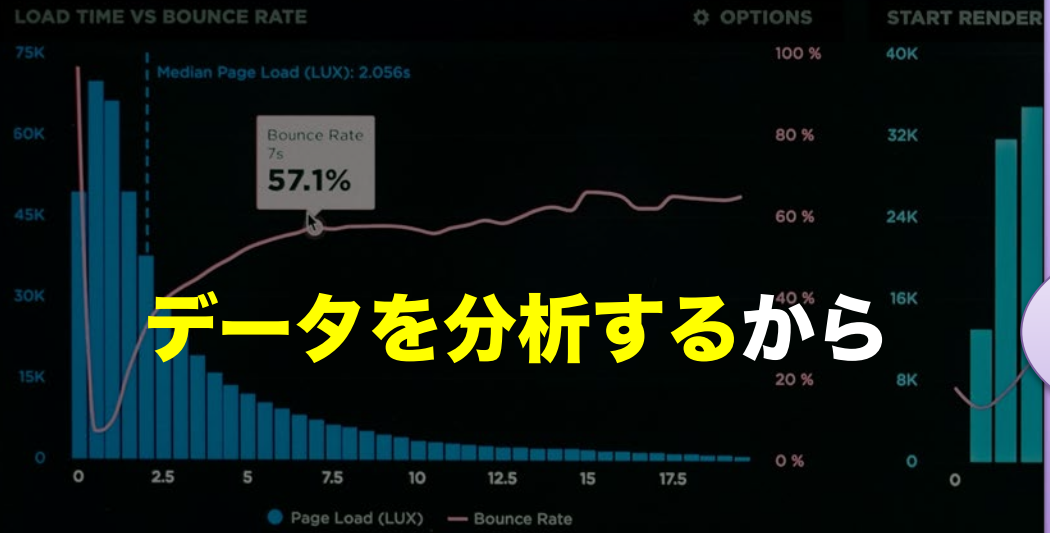 LOAD TIME VS BOUNCE RATE
OPTIONS
START RENDER
75K
100 %
40K
Median Page Load (LUX): 2.056s
60K
Bounce Rate
7s
57.1%
80 %
32K
45K
60 %
24K
30K
40 %
16K
データを分析するから
15K
20 %
8K
0
0 %
0
0 2.5 5 7.5 10 12.5 15 17.5
0
Page Load (LUX) Bounce Rate